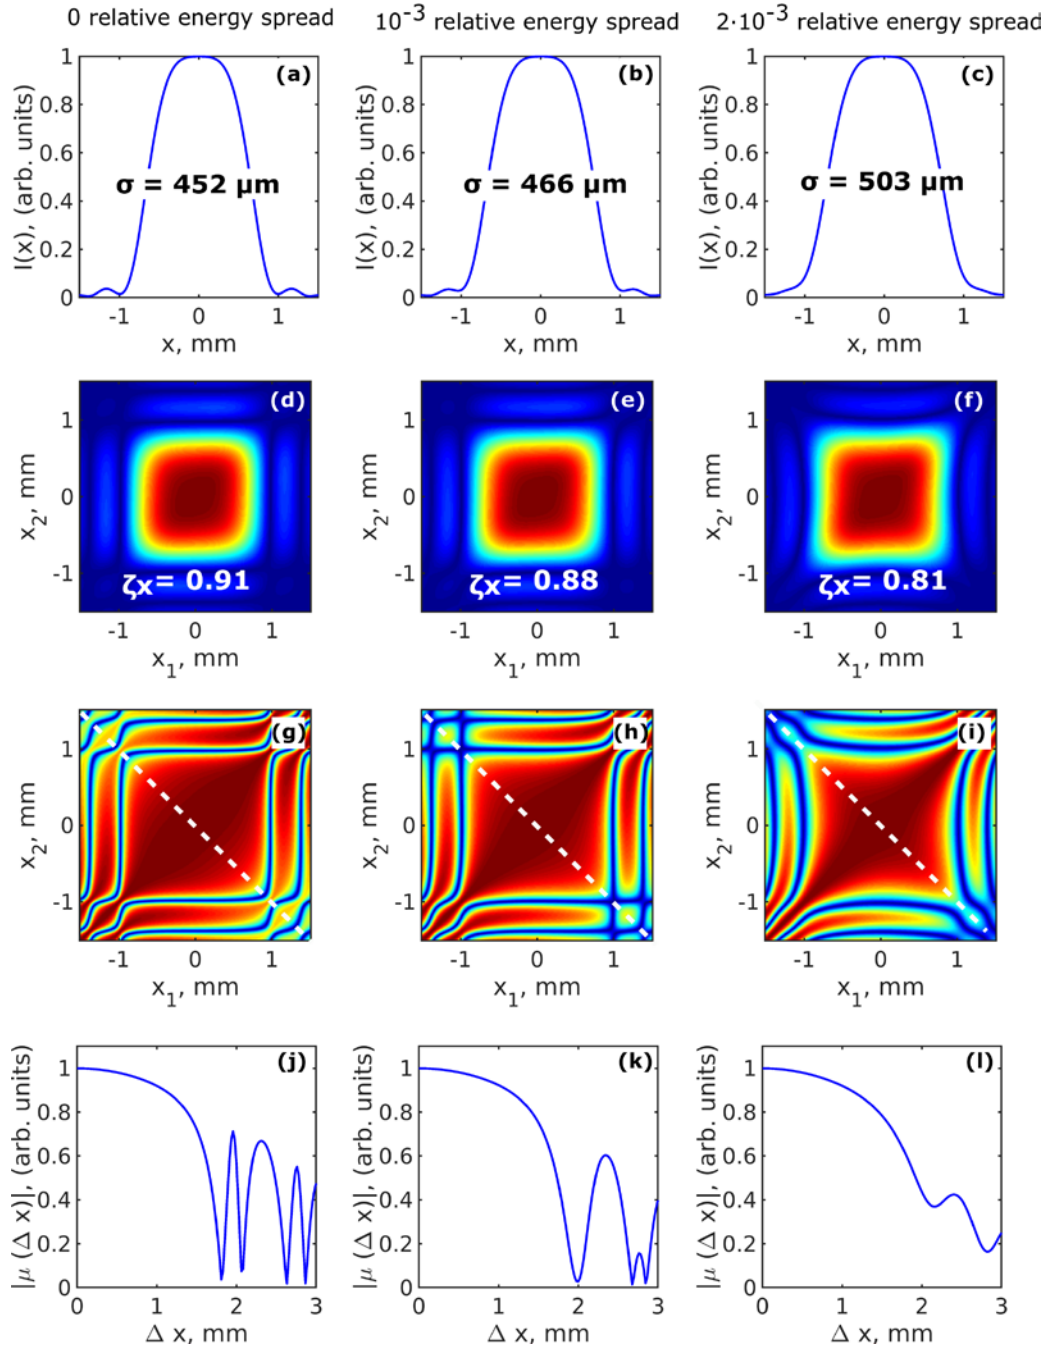 0 relative energy spread
10⁻³ relative energy spread
2·10⁻³ relative energy spread
(a)
I(x), (arb. units)
1
0.8
0.6
0.4
0.2
0
σ = 452 μm
-1 0 1
x, mm
(b)
I(x), (arb. units)
1
0.8
0.6
0.4
0.2
0
σ = 466 μm
-1 0 1
x, mm
(c)
I(x), (arb. units)
1
0.8
0.6
0.4
0.2
0
σ = 503 μm
-1 0 1
x, mm
(d)
x₂, mm
1
0
-1
ζx= 0.91
-1 0 1
x₁, mm
(e)
x₂, mm
1
0
-1
ζx= 0.88
-1 0 1
x₁, mm
(f)
x₂, mm
1
0
-1
ζx= 0.81
-1 0 1
x₁, mm
(g)
x₂, mm
1
0
-1
-1 0 1
x₁, mm
(h)
x₂, mm
1
0
-1
-1 0 1
x₁, mm
(i)
x₂, mm
1
0
-1
-1 0 1
x₁, mm
(j)
|μ (Δ x)|, (arb. units)
1
0.8
0.6
0.4
0.2
0
0 1 2 3
Δ x, mm
(k)
|μ (Δ x)|, (arb. units)
1
0.8
0.6
0.4
0.2
0
0 1 2 3
Δ x, mm
(l)
|μ (Δ x)|, (arb. units)
1
0.8
0.6
0.4
0.2
0
0 1 2 3
Δ x, mm